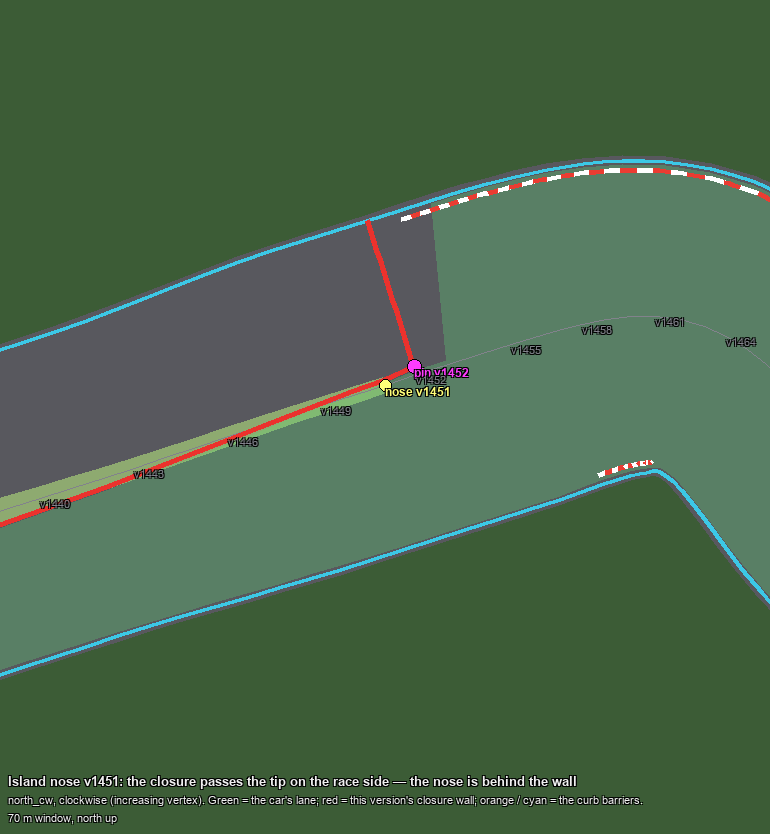 v1461
v1458
v1464
v1455
pin v1452
v1452
nose v1451
v1449
v1446
v1443
v1440
Island nose v1451: the closure passes the tip on the race side — the nose is behind the wall
north_cw, clockwise (increasing vertex). Green = the car's lane; red = this version's closure wall; orange / cyan = the curb barriers.
70 m window, north up